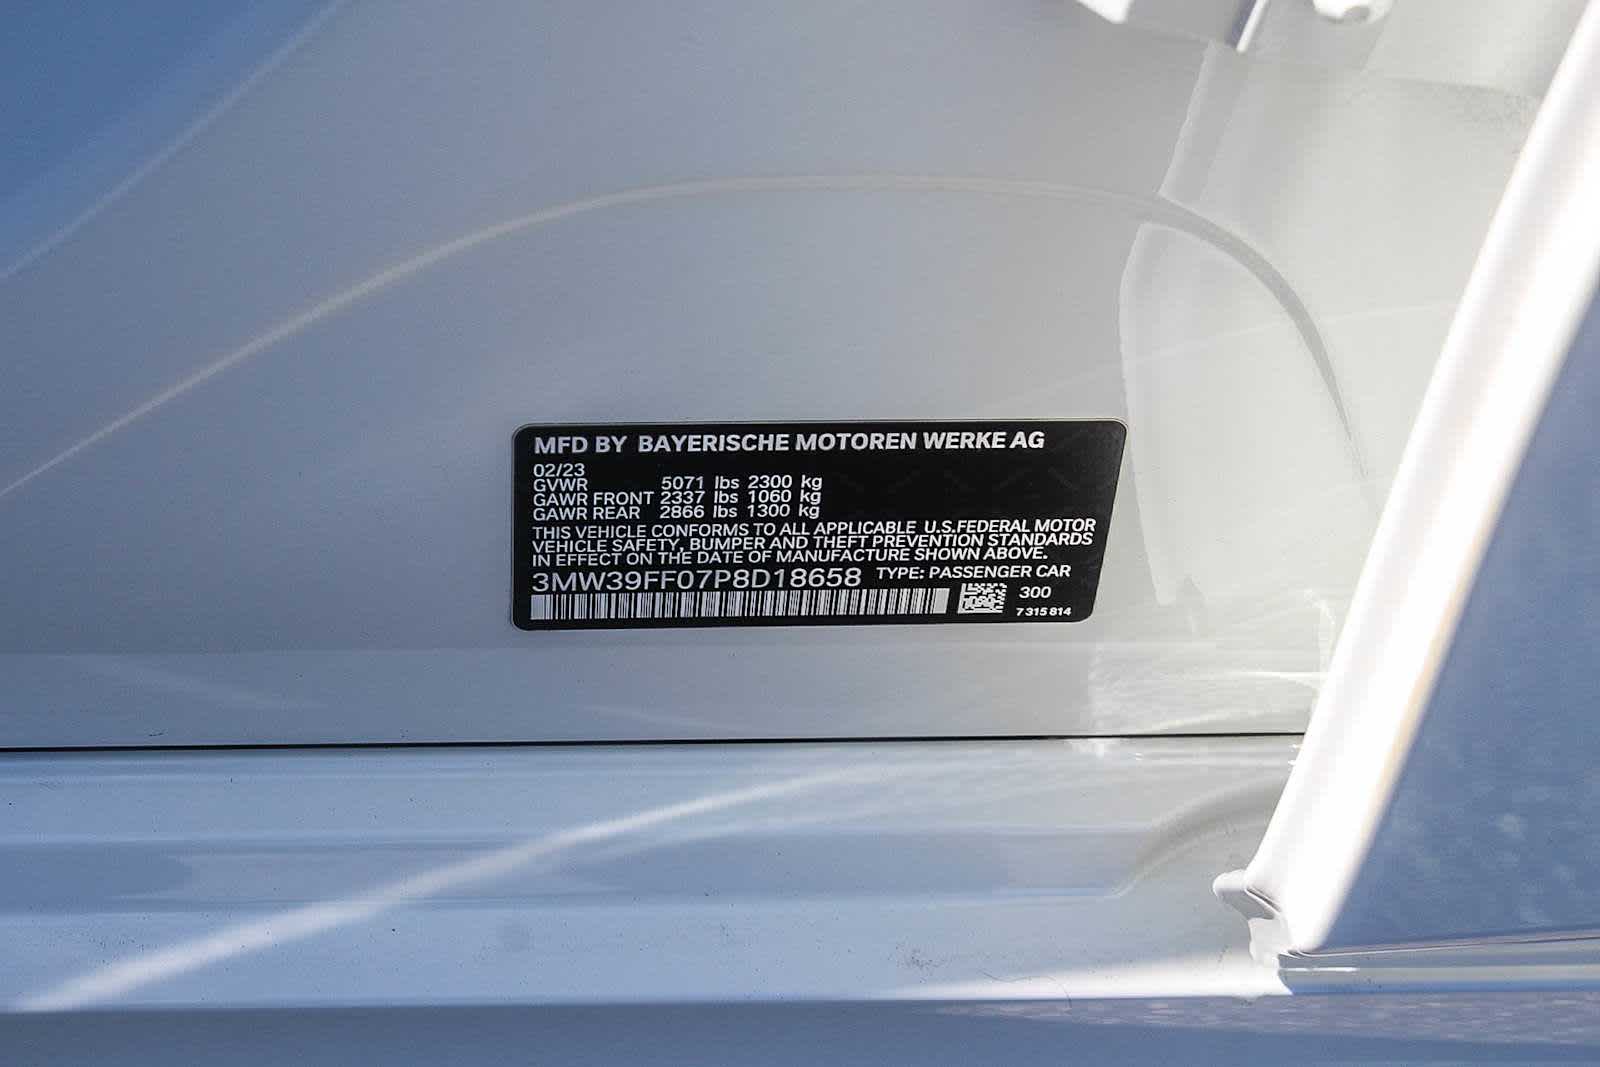 MFD BY BAYERISCHE MOTOREN WERKE AG
02/23
GVWR 5071 lbs 2300 kg
GAWR FRONT 2337 lbs 1060 kg
GAWR REAR 2866 lbs 1300 kg
THIS VEHICLE CONFORMS TO ALL APPLICABLE U.S.FEDERAL MOTOR
VEHICLE SAFETY, BUMPER AND THEFT PREVENTION STANDARDS
IN EFFECT ON THE DATE OF MANUFACTURE SHOWN ABOVE.
3MW39FF07P8D18658 TYPE: PASSENGER CAR
300
7 315 814